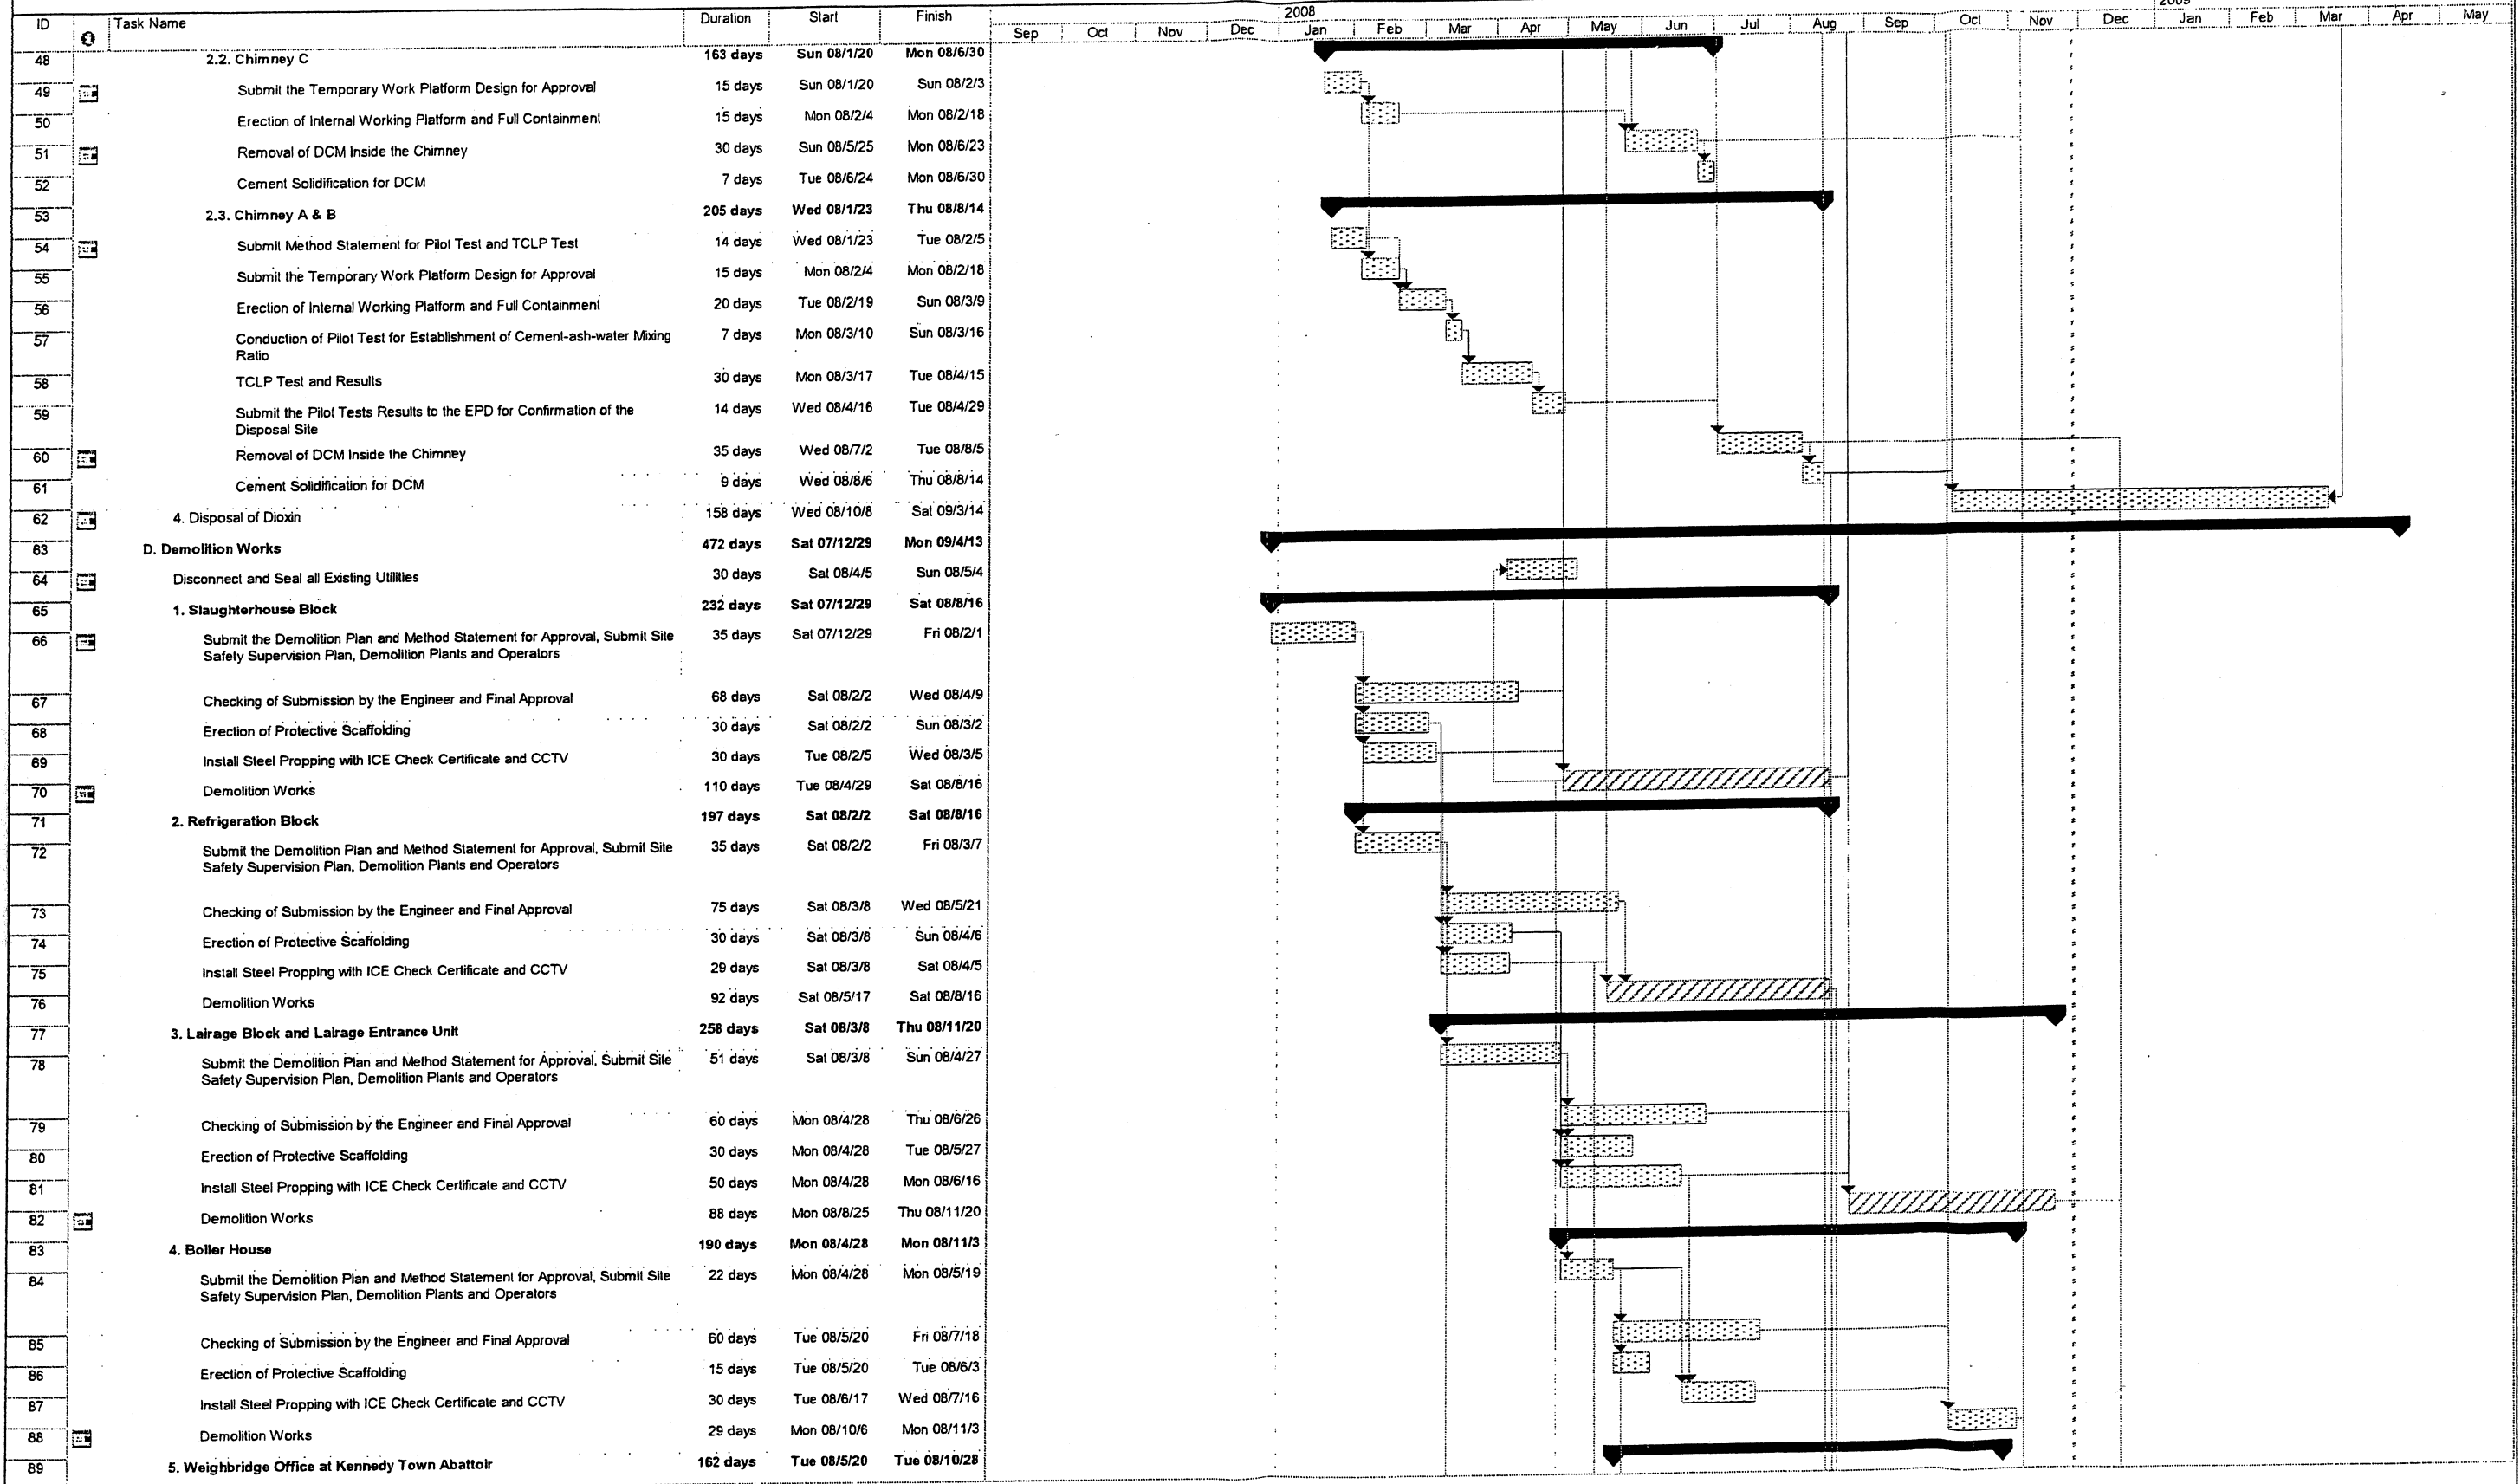 ID Task Name Duration Start Finish 2008 2009
Sep Oct Nov Dec Jan Feb Mar Apr May Jun Jul Aug Sep Oct Nov Dec Jan Feb Mar Apr May
48 2.2. Chimney C 163 days Sun 08/1/20 Mon 08/6/30
49 Submit the Temporary Work Platform Design for Approval 15 days Sun 08/1/20 Sun 08/2/3
50 Erection of Internal Working Platform and Full Containment 15 days Mon 08/2/4 Mon 08/2/18
51 Removal of DCM Inside the Chimney 30 days Sun 08/5/25 Mon 08/6/23
52 Cement Solidification for DCM 7 days Tue 08/6/24 Mon 08/6/30
53 2.3. Chimney A & B 205 days Wed 08/1/23 Thu 08/8/14
54 Submit Method Statement for Pilot Test and TCLP Test 14 days Wed 08/1/23 Tue 08/2/5
55 Submit the Temporary Work Platform Design for Approval 15 days Mon 08/2/4 Mon 08/2/18
56 Erection of Internal Working Platform and Full Containment 20 days Tue 08/2/19 Sun 08/3/9
57 Conduction of Pilot Test for Establishment of Cement-ash-water Mixing 7 days Mon 08/3/10 Sun 08/3/16
Ratio
58 TCLP Test and Results 30 days Mon 08/3/17 Tue 08/4/15
59 Submit the Pilot Tests Results to the EPD for Confirmation of the 14 days Wed 08/4/16 Tue 08/4/29
Disposal Site
60 Removal of DCM Inside the Chimney 35 days Wed 08/7/2 Tue 08/8/5
61 Cement Solidification for DCM 9 days Wed 08/8/6 Thu 08/8/14
62 4. Disposal of Dioxin 158 days Wed 08/10/8 Sat 09/3/14
63 D. Demolition Works 472 days Sat 07/12/29 Mon 09/4/13
64 Disconnect and Seal all Existing Utilities 30 days Sat 08/4/5 Sun 08/5/4
65 1. Slaughterhouse Block 232 days Sat 07/12/29 Sat 08/8/16
66 Submit the Demolition Plan and Method Statement for Approval, Submit Site 35 days Sat 07/12/29 Fri 08/2/1
Safety Supervision Plan, Demolition Plants and Operators
67 Checking of Submission by the Engineer and Final Approval 68 days Sat 08/2/2 Wed 08/4/9
68 Erection of Protective Scaffolding 30 days Sat 08/2/2 Sun 08/3/2
69 Install Steel Propping with ICE Check Certificate and CCTV 30 days Tue 08/2/5 Wed 08/3/5
70 Demolition Works 110 days Tue 08/4/29 Sat 08/8/16
71 2. Refrigeration Block 197 days Sat 08/2/2 Sat 08/8/16
72 Submit the Demolition Plan and Method Statement for Approval, Submit Site 35 days Sat 08/2/2 Fri 08/3/7
Safety Supervision Plan, Demolition Plants and Operators
73 Checking of Submission by the Engineer and Final Approval 75 days Sat 08/3/8 Wed 08/5/21
74 Erection of Protective Scaffolding 30 days Sat 08/3/8 Sun 08/4/6
75 Install Steel Propping with ICE Check Certificate and CCTV 29 days Sat 08/3/8 Sat 08/4/5
76 Demolition Works 92 days Sat 08/5/17 Sat 08/8/16
77 3. Lairage Block and Lairage Entrance Unit 258 days Sat 08/3/8 Thu 08/11/20
78 Submit the Demolition Plan and Method Statement for Approval, Submit Site 51 days Sat 08/3/8 Sun 08/4/27
Safety Supervision Plan, Demolition Plants and Operators
79 Checking of Submission by the Engineer and Final Approval 60 days Mon 08/4/28 Thu 08/6/26
80 Erection of Protective Scaffolding 30 days Mon 08/4/28 Tue 08/5/27
81 Install Steel Propping with ICE Check Certificate and CCTV 50 days Mon 08/4/28 Mon 08/6/16
82 Demolition Works 88 days Mon 08/8/25 Thu 08/11/20
83 4. Boiler House 190 days Mon 08/4/28 Mon 08/11/3
84 Submit the Demolition Plan and Method Statement for Approval, Submit Site 22 days Mon 08/4/28 Mon 08/5/19
Safety Supervision Plan, Demolition Plants and Operators
85 Checking of Submission by the Engineer and Final Approval 60 days Tue 08/5/20 Fri 08/7/18
86 Erection of Protective Scaffolding 15 days Tue 08/5/20 Tue 08/6/3
87 Install Steel Propping with ICE Check Certificate and CCTV 30 days Tue 08/6/17 Wed 08/7/16
88 Demolition Works 29 days Mon 08/10/6 Mon 08/11/3
89 5. Weighbridge Office at Kennedy Town Abattoir 162 days Tue 08/5/20 Tue 08/10/28